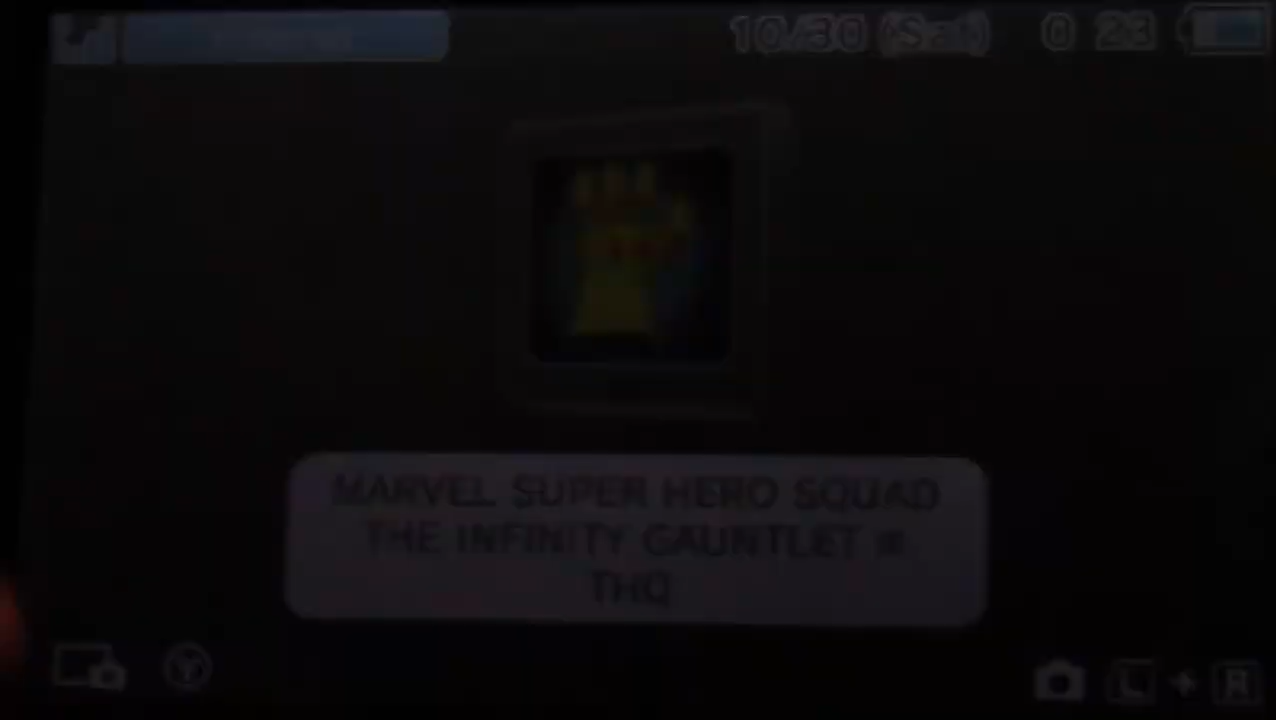 10/30 (Sat) 0 23
MARVEL SUPER HERO SQUAD
THE INFINITY GAUNTLET
THQ
Y
L + R